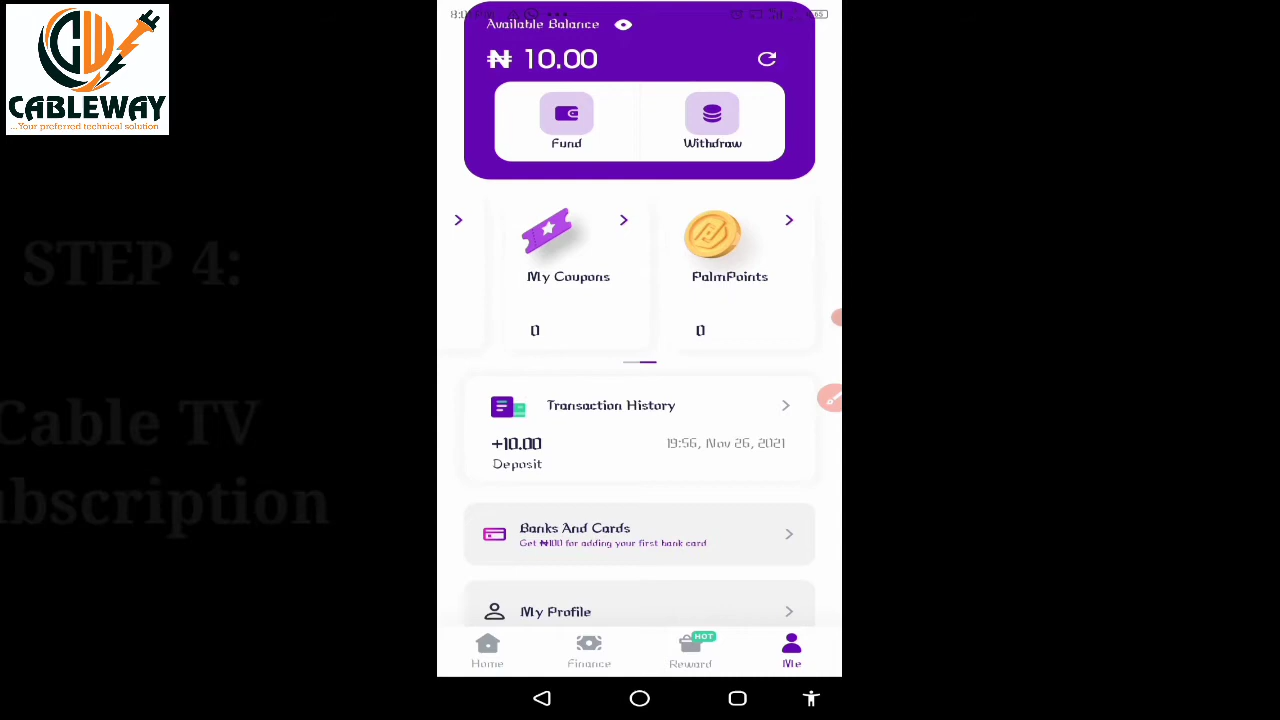 CABLEWAY
...Your preferred technical solution
STEP 4:
Cable TV
ubscription
Available Balance
₦ 10.00
Fund
Withdraw
My Coupons
0
PalmPoints
0
Transaction History
+10.00
19:56, Nov 26, 2021
Deposit
Banks And Cards
Get ₦100 for adding your first bank card
My Profile
Home
Finance
HOT
Reward
Me